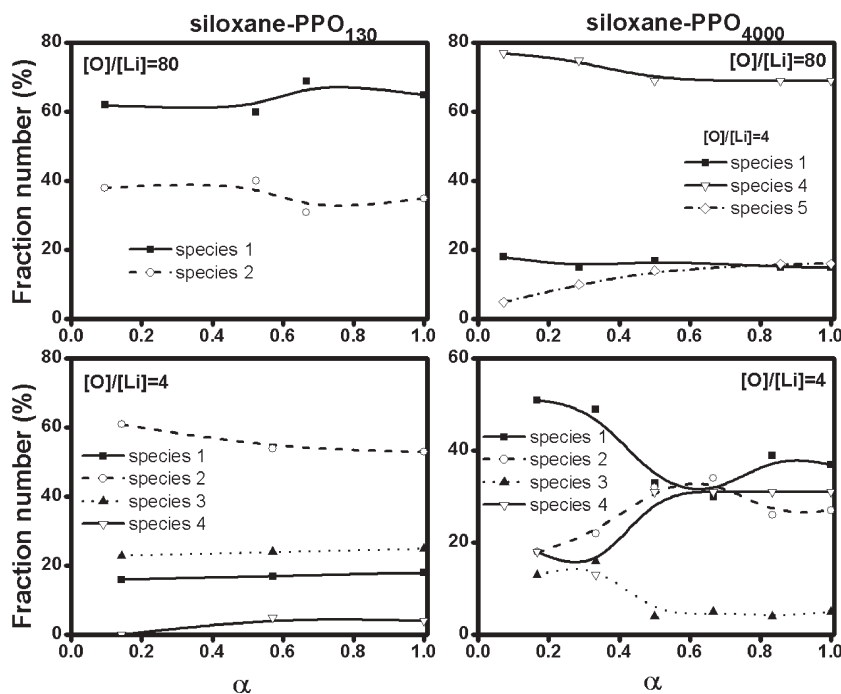 siloxane-PPO130
siloxane-PPO4000
Fraction number (%)
80
60
40
20
0
[O]/[Li]=80
species 1
species 2
0.0 0.2 0.4 0.6 0.8 1.0
80
60
40
20
0
[O]/[Li]=80
[O]/[Li]=4
species 1
species 4
species 5
0.0 0.2 0.4 0.6 0.8 1.0
Fraction number (%)
80
60
40
20
0
[O]/[Li]=4
species 1
species 2
species 3
species 4
0.0 0.2 0.4 0.6 0.8 1.0
α
60
40
20
0
[O]/[Li]=4
species 1
species 2
species 3
species 4
0.0 0.2 0.4 0.6 0.8 1.0
α